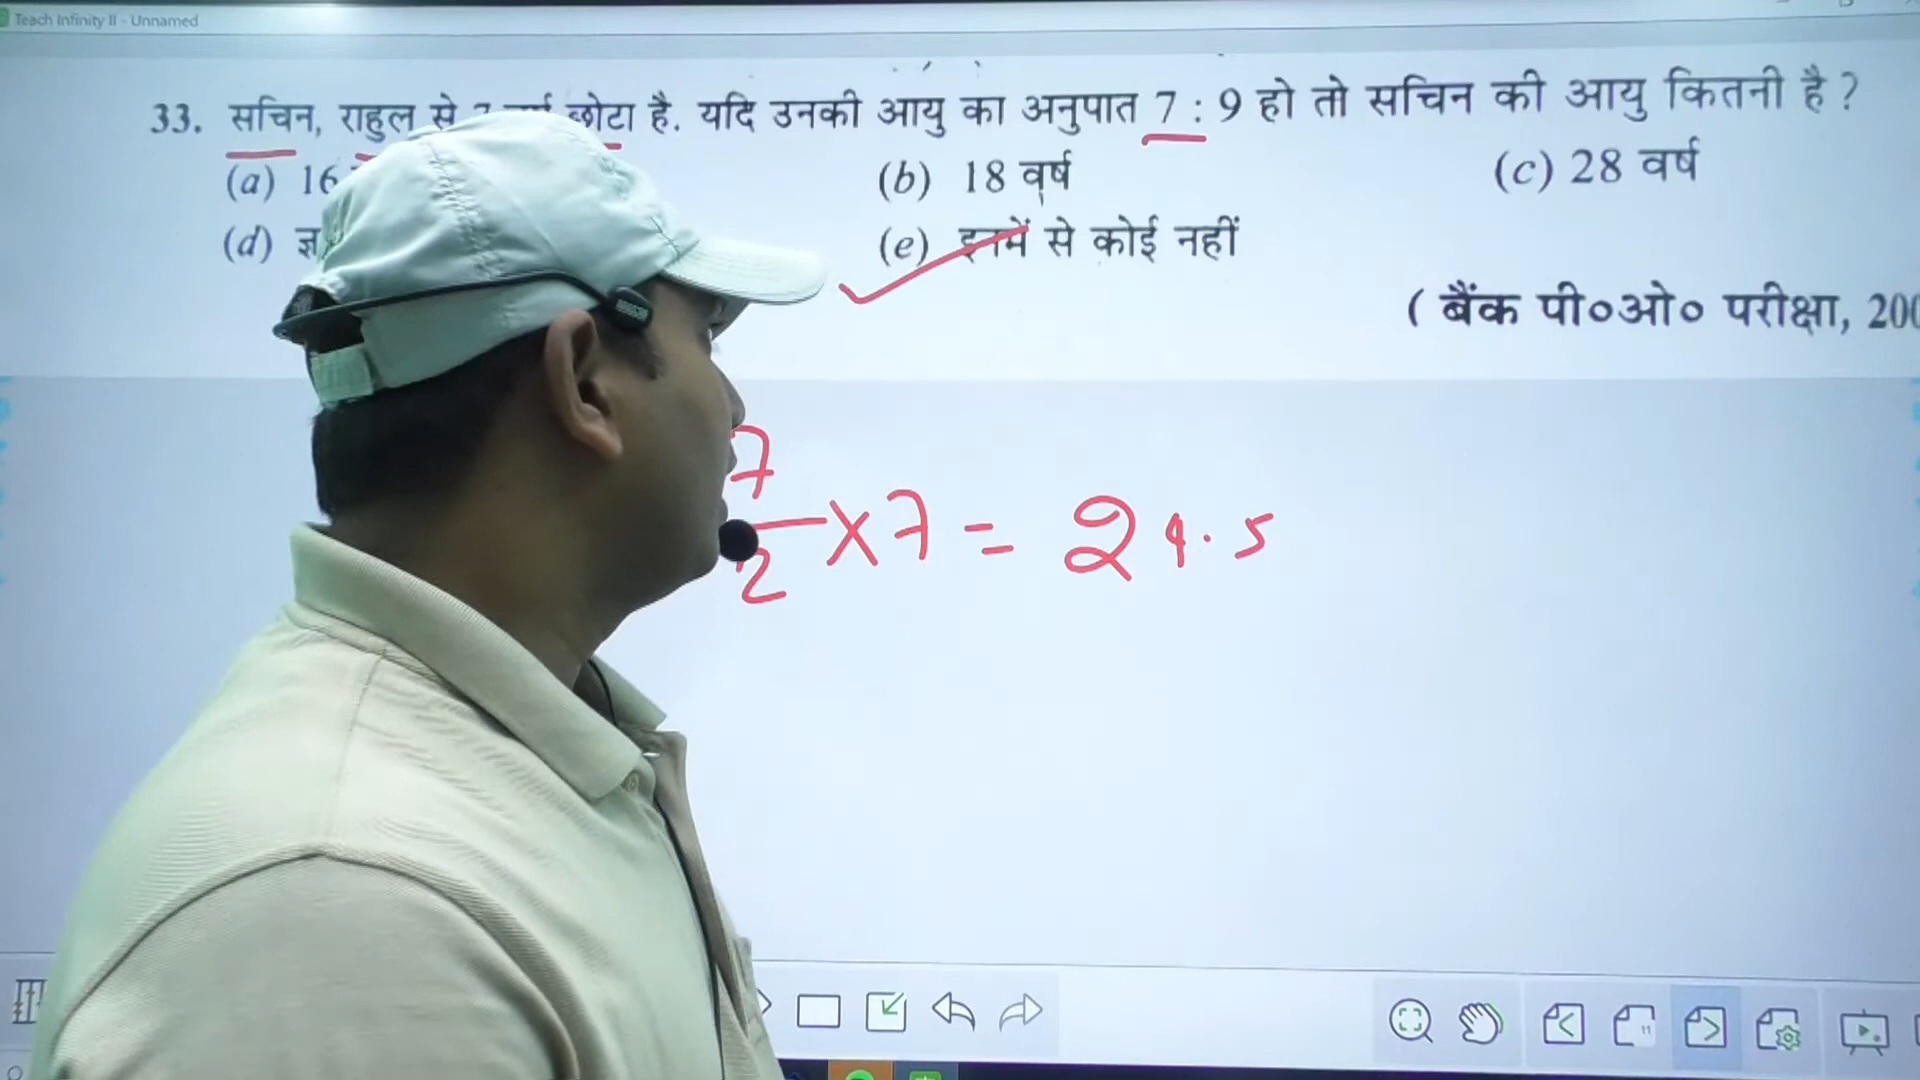 Teach Infinity II - Unnamed
33. सचिन, राहुल से छोटा है. यदि उनकी आयु का अनुपात 7 : 9 हो तो सचिन की आयु कितनी है ?
(a) 16 (b) 18 वर्ष (c) 28 वर्ष
(d) (e) इनमें से कोई नहीं
( बैंक पी०ओ० परीक्षा, 200
7/2 × 7 = 24.5